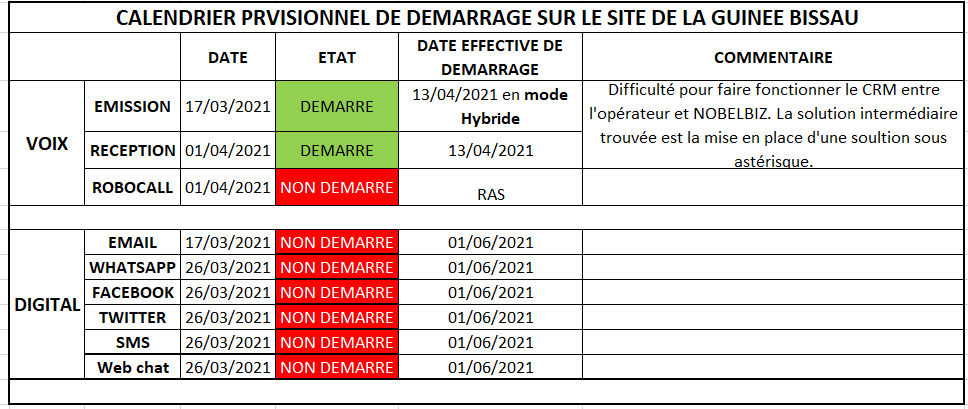 CALENDRIER PRVISIONNEL DE DEMARRAGE SUR LE SITE DE LA GUINEE BISSAU
DATE ETAT DATE EFFECTIVE DE DEMARRAGE COMMENTAIRE
VOIX
EMISSION 17/03/2021 DEMARRE 13/04/2021 en mode Hybride
RECEPTION 01/04/2021 DEMARRE 13/04/2021
Difficulté pour faire fonctionner le CRM entre
l'opérateur et NOBELBIZ. La solution intermédiaire
trouvée est la mise en place d'une soultion sous
astérisque.
ROBOCALL 01/04/2021 NON DEMARRE RAS
DIGITAL
EMAIL 17/03/2021 NON DEMARRE 01/06/2021
WHATSAPP 26/03/2021 NON DEMARRE 01/06/2021
FACEBOOK 26/03/2021 NON DEMARRE 01/06/2021
TWITTER 26/03/2021 NON DEMARRE 01/06/2021
SMS 26/03/2021 NON DEMARRE 01/06/2021
Web chat 26/03/2021 NON DEMARRE 01/06/2021